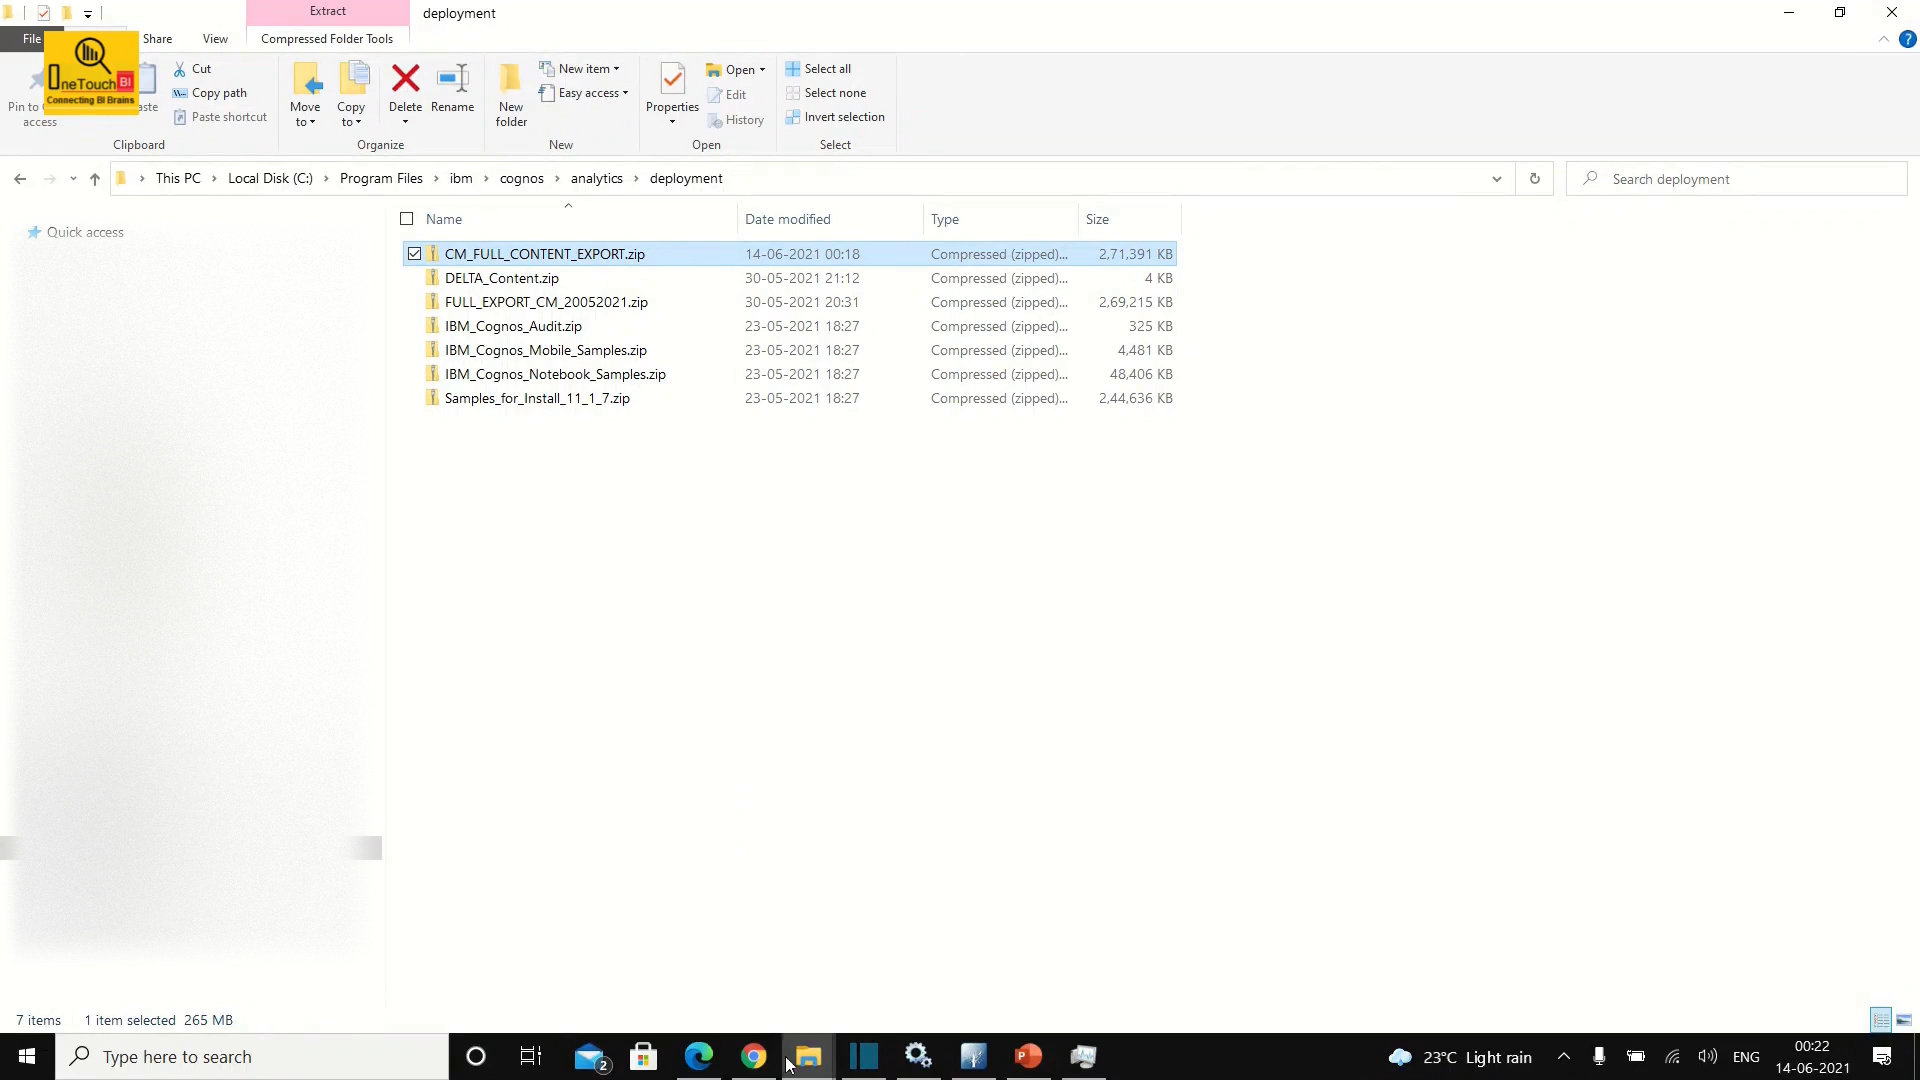 Extract
deployment
File
Share
View
Compressed Folder Tools
OneTouch BI
Connecting BI Brains
Pin to
access
Cut
Copy path
Paste shortcut
Clipboard
Move
to
Copy
to
Delete
Rename
Organize
New
folder
New item
Easy access
New
Properties
Open
Edit
History
Open
Select all
Select none
Invert selection
Select
This PC > Local Disk (C:) > Program Files > ibm > cognos > analytics > deployment
Search deployment
Quick access
Name Date modified Type Size
CM_FULL_CONTENT_EXPORT.zip 14-06-2021 00:18 Compressed (zipped)... 2,71,391 KB
DELTA_Content.zip 30-05-2021 21:12 Compressed (zipped)... 4 KB
FULL_EXPORT_CM_20052021.zip 30-05-2021 20:31 Compressed (zipped)... 2,69,215 KB
IBM_Cognos_Audit.zip 23-05-2021 18:27 Compressed (zipped)... 325 KB
IBM_Cognos_Mobile_Samples.zip 23-05-2021 18:27 Compressed (zipped)... 4,481 KB
IBM_Cognos_Notebook_Samples.zip 23-05-2021 18:27 Compressed (zipped)... 48,406 KB
Samples_for_Install_11_1_7.zip 23-05-2021 18:27 Compressed (zipped)... 2,44,636 KB
7 items 1 item selected 265 MB
Type here to search
2
23°C Light rain
ENG
00:22
14-06-2021